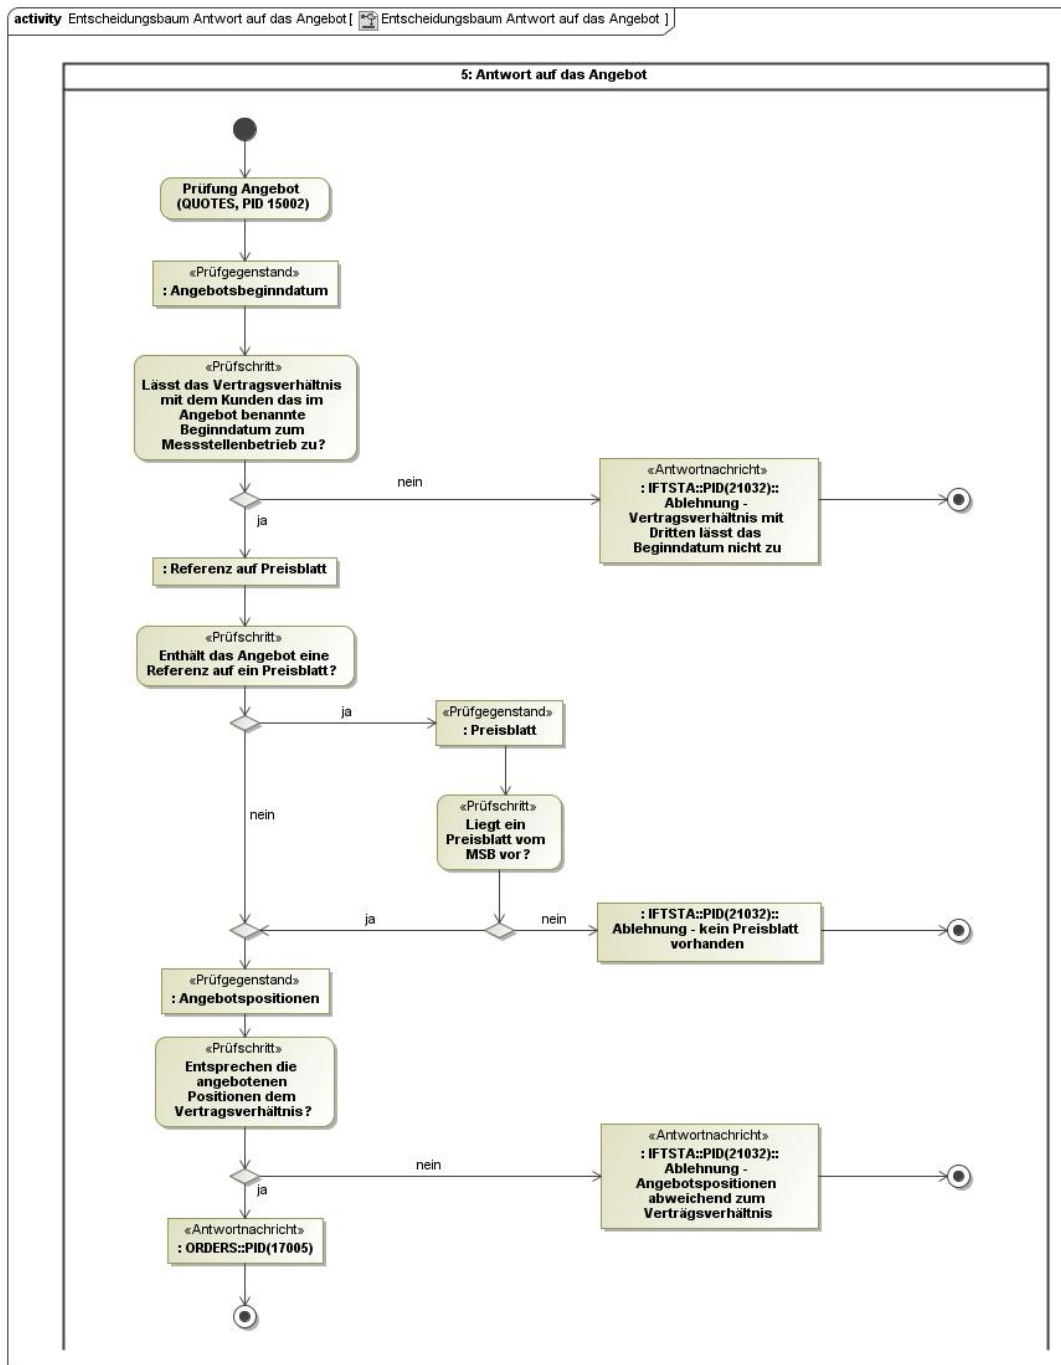 activity Entscheidungsbaum Antwort auf das Angebot [ Entscheidungsbaum Antwort auf das Angebot ]
5: Antwort auf das Angebot
Prüfung Angebot
(QUOTES, PID 15002)
«Prüfgegenstand»
: Angebotsbeginndatum
«Prüfschritt»
Lässt das Vertragsverhältnis
mit dem Kunden das im
Angebot benannte
Beginndatum zum
Messstellenbetrieb zu?
nein
«Antwortnachricht»
: IFTSTA::PID(21032)::
Ablehnung -
Vertragsverhältnis mit
Dritten lässt das
Beginndatum nicht zu
ja
: Referenz auf Preisblatt
«Prüfschritt»
Enthält das Angebot eine
Referenz auf ein Preisblatt?
ja
«Prüfgegenstand»
: Preisblatt
nein
«Prüfschritt»
Liegt ein
Preisblatt vom
MSB vor?
ja
nein
: IFTSTA::PID(21032)::
Ablehnung - kein Preisblatt
vorhanden
«Prüfgegenstand»
: Angebotspositionen
«Prüfschritt»
Entsprechen die
angebotenen
Positionen dem
Vertragsverhältnis?
nein
«Antwortnachricht»
: IFTSTA::PID(21032)::
Ablehnung -
Angebotspositionen
abweichend zum
Verträgsverhältnis
ja
«Antwortnachricht»
: ORDERS::PID(17005)